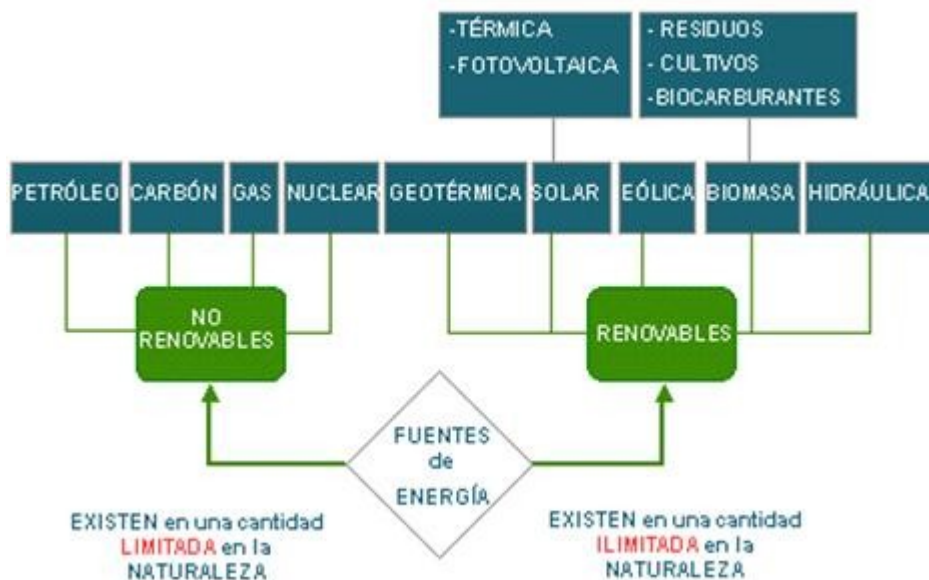 -TÉRMICA
-FOTOVOLTAICA
- RESIDUOS
- CULTIVOS
-BIOCARBURANTES
PETRÓLEO
CARBÓN
GAS
NUCLEAR
GEOTÉRMICA
SOLAR
EÓLICA
BIOMASA
HIDRÁULICA
NO
RENOVABLES
RENOVABLES
FUENTES
de
ENERGÍA
EXISTEN en una cantidad
LIMITADA en la
NATURALEZA
EXISTEN en una cantidad
ILIMITADA en la
NATURALEZA